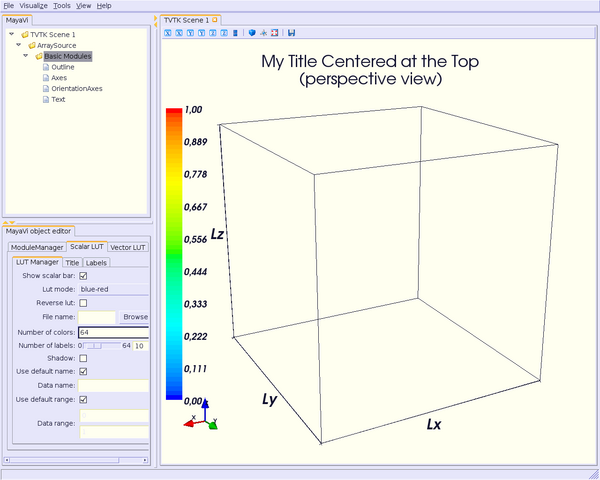 File Visualize Tools View Help
MayaVi
TVTK Scene 1
ArraySource
Basic Modules
Outline
Axes
OrientationAxes
Text
MayaVi object editor
ModuleManager Scalar LUT Vector LUT
LUT Manager Title Labels
Show scalar bar:
Lut mode: blue-red
Reverse lut:
File name: Browse
Number of colors: 64
Number of labels: 0 64 10
Shadow:
Use default name:
Data name:
Use default range:
Data range:
TVTK Scene 1
My Title Centered at the Top
(perspective view)
1,00
0,889
0,778
0,667
0,556
0,444
0,333
0,222
0,111
0,00
Lz
Ly
Lx